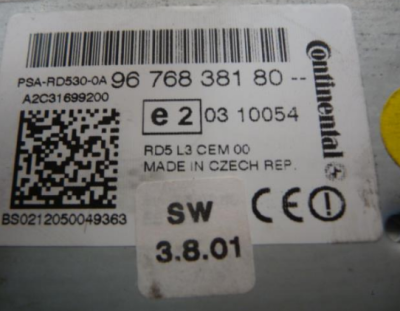 PSA-RD530-0A 96 768 381 80 --
A2C31699200
e2 03 10054
RD5 L3 CEM 00
MADE IN CZECH REP.
BS0212050049363
SW
3.8.01
CE
Continental